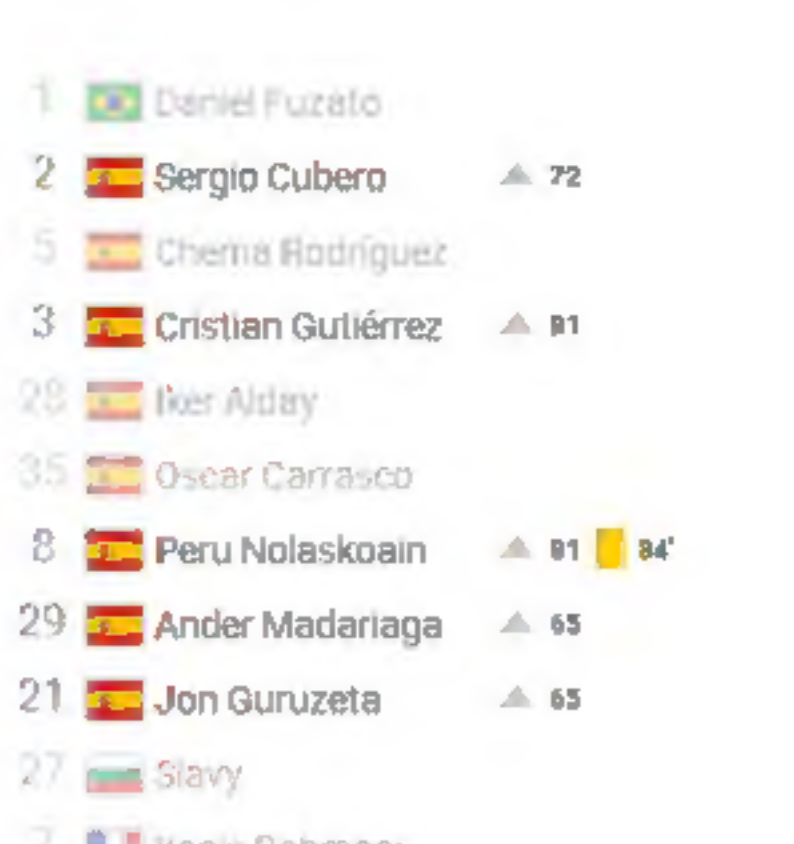 1 Daniel Fuzato
2 Sergio Cubero 72
5 Chema Rodríguez
3 Cristian Gutiérrez 81
28 Iker Alday
35 Oscar Carrasco
8 Peru Nolaskoain 81 84'
29 Ander Madariaga 65
21 Jon Guruzeta 65
27 Slavy